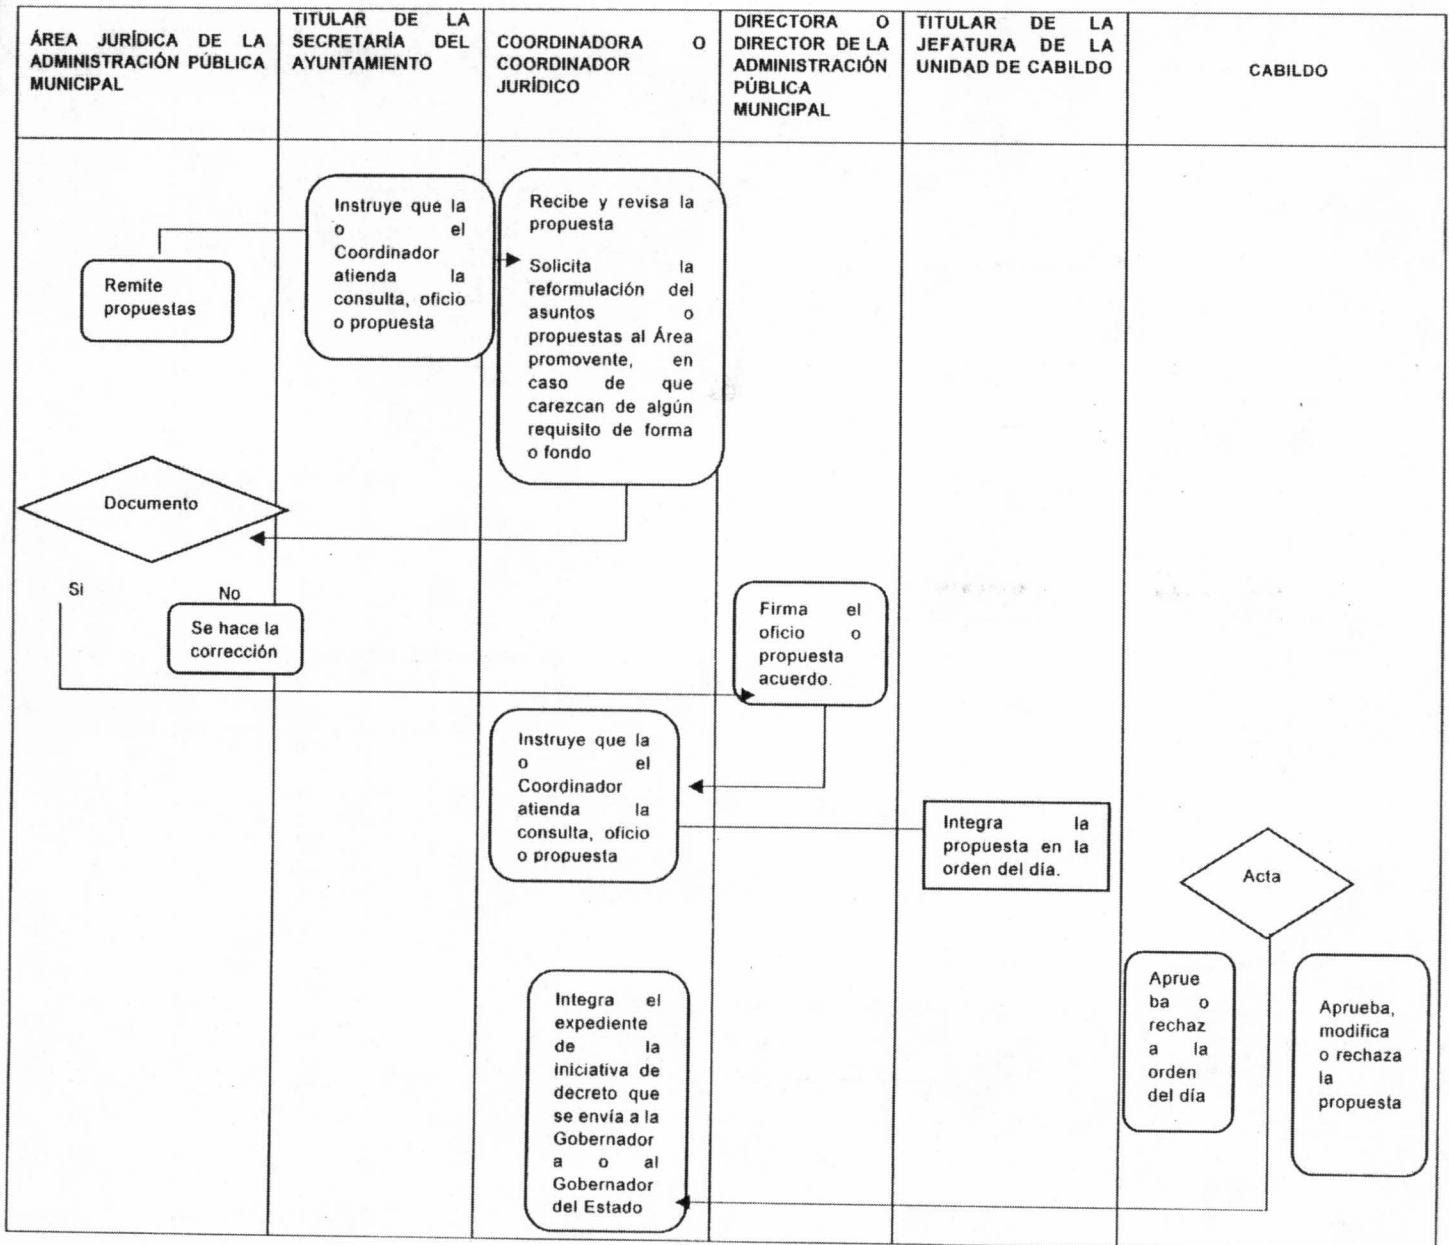 ÁREA JURÍDICA DE LA
ADMINISTRACIÓN PÚBLICA
MUNICIPAL
TITULAR DE LA
SECRETARÍA DEL
AYUNTAMIENTO
COORDINADORA O
COORDINADOR
JURÍDICO
DIRECTORA O
DIRECTOR DE LA
ADMINISTRACIÓN
PÚBLICA
MUNICIPAL
TITULAR DE LA
JEFATURA DE LA
UNIDAD DE CABILDO
CABILDO
Remite
propuestas
Instruye que la
o el
Coordinador
atienda la
consulta, oficio
o propuesta
Recibe y revisa la
propuesta
Solicita la
reformulación del
asuntos o
propuestas al Área
promovente, en
caso de que
carezcan de algún
requisito de forma
o fondo
Documento
Si
No
Se hace la
corrección
Firma el
oficio o
propuesta
acuerdo.
Instruye que la
o el
Coordinador
atienda la
consulta, oficio
o propuesta
Integra la
propuesta en la
orden del día.
Acta
Aprue
ba o
rechaz
a la
orden
del día
Aprueba,
modifica
o rechaza
la
propuesta
Integra el
expediente
de la
iniciativa de
decreto que
se envía a la
Gobernador
a o al
Gobernador
del Estado